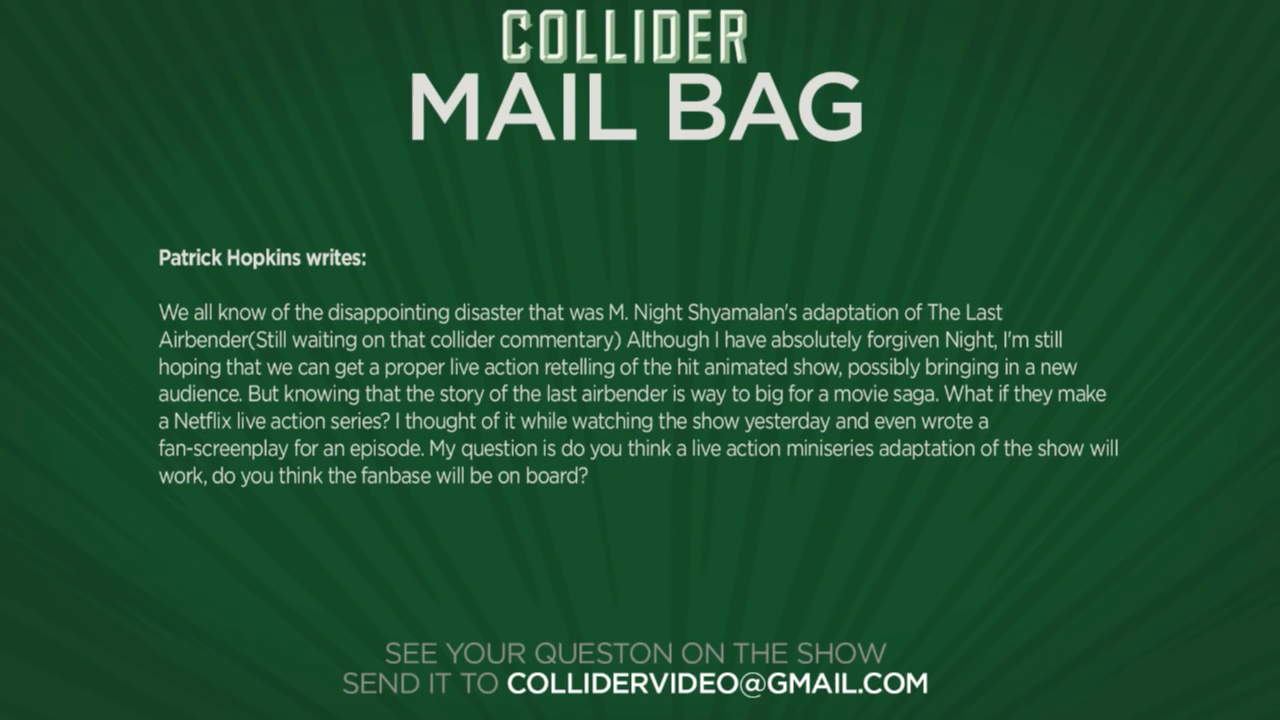 COLLIDER
MAIL BAG
Patrick Hopkins writes:
We all know of the disappointing disaster that was M. Night Shyamalan's adaptation of The Last
Airbender(Still waiting on that collider commentary) Although I have absolutely forgiven Night, I'm still
hoping that we can get a proper live action retelling of the hit animated show, possibly bringing in a new
audience. But knowing that the story of the last airbender is way to big for a movie saga. What if they make
a Netflix live action series? I thought of it while watching the show yesterday and even wrote a
fan-screenplay for an episode. My question is do you think a live action miniseries adaptation of the show will
work, do you think the fanbase will be on board?
SEE YOUR QUESTON ON THE SHOW
SEND IT TO COLLIDERVIDEO@GMAIL.COM